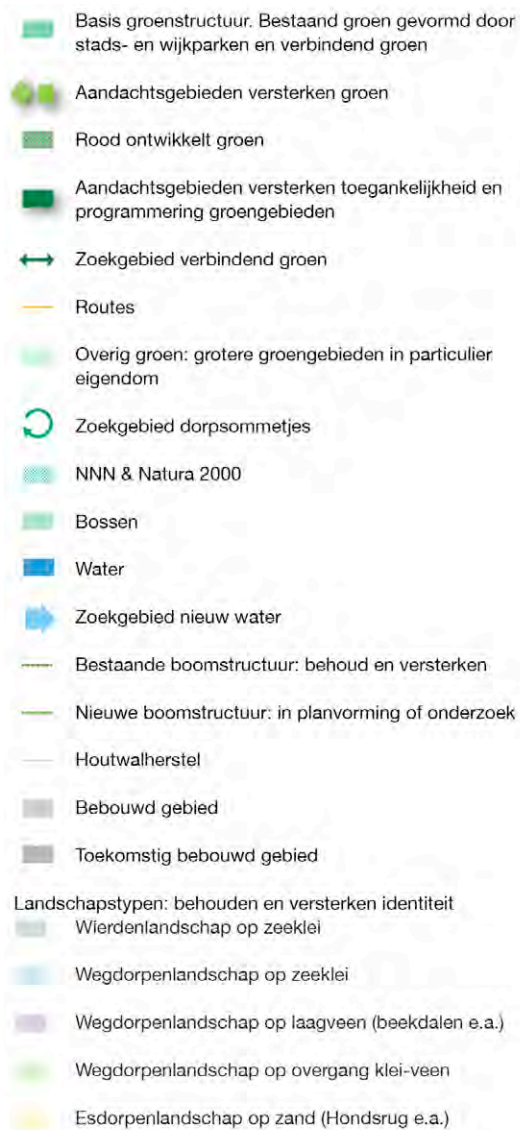 Basis groenstructuur. Bestaand groen gevormd door
stads- en wijkparken en verbindend groen
Aandachtsgebieden versterken groen
Rood ontwikkelt groen
Aandachtsgebieden versterken toegankelijkheid en
programmering groengebieden
Zoekgebied verbindend groen
Routes
Overig groen: grotere groengebieden in particulier
eigendom
Zoekgebied dorpsommetjes
NNN & Natura 2000
Bossen
Water
Zoekgebied nieuw water
Bestaande boomstructuur: behoud en versterken
Nieuwe boomstructuur: in planvorming of onderzoek
Houtwalherstel
Bebouwd gebied
Toekomstig bebouwd gebied
Landschapstypen: behouden en versterken identiteit
Wierdenlandschap op zeeklei
Wegdorpenlandschap op zeeklei
Wegdorpenlandschap op laagveen (beekdalen e.a.)
Wegdorpenlandschap op overgang klei-veen
Esdorpenlandschap op zand (Hondsrug e.a.)